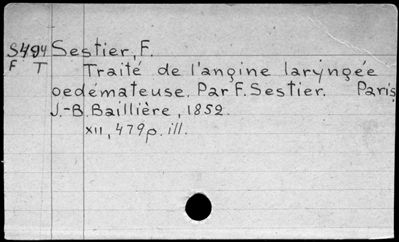 S494 Sestier, F.
F T Traité de l'angine laryngée
oedémateuse. Par F. Sestier. Paris,
J.-B. Baillière, 1852.
XII, 479p. ill.